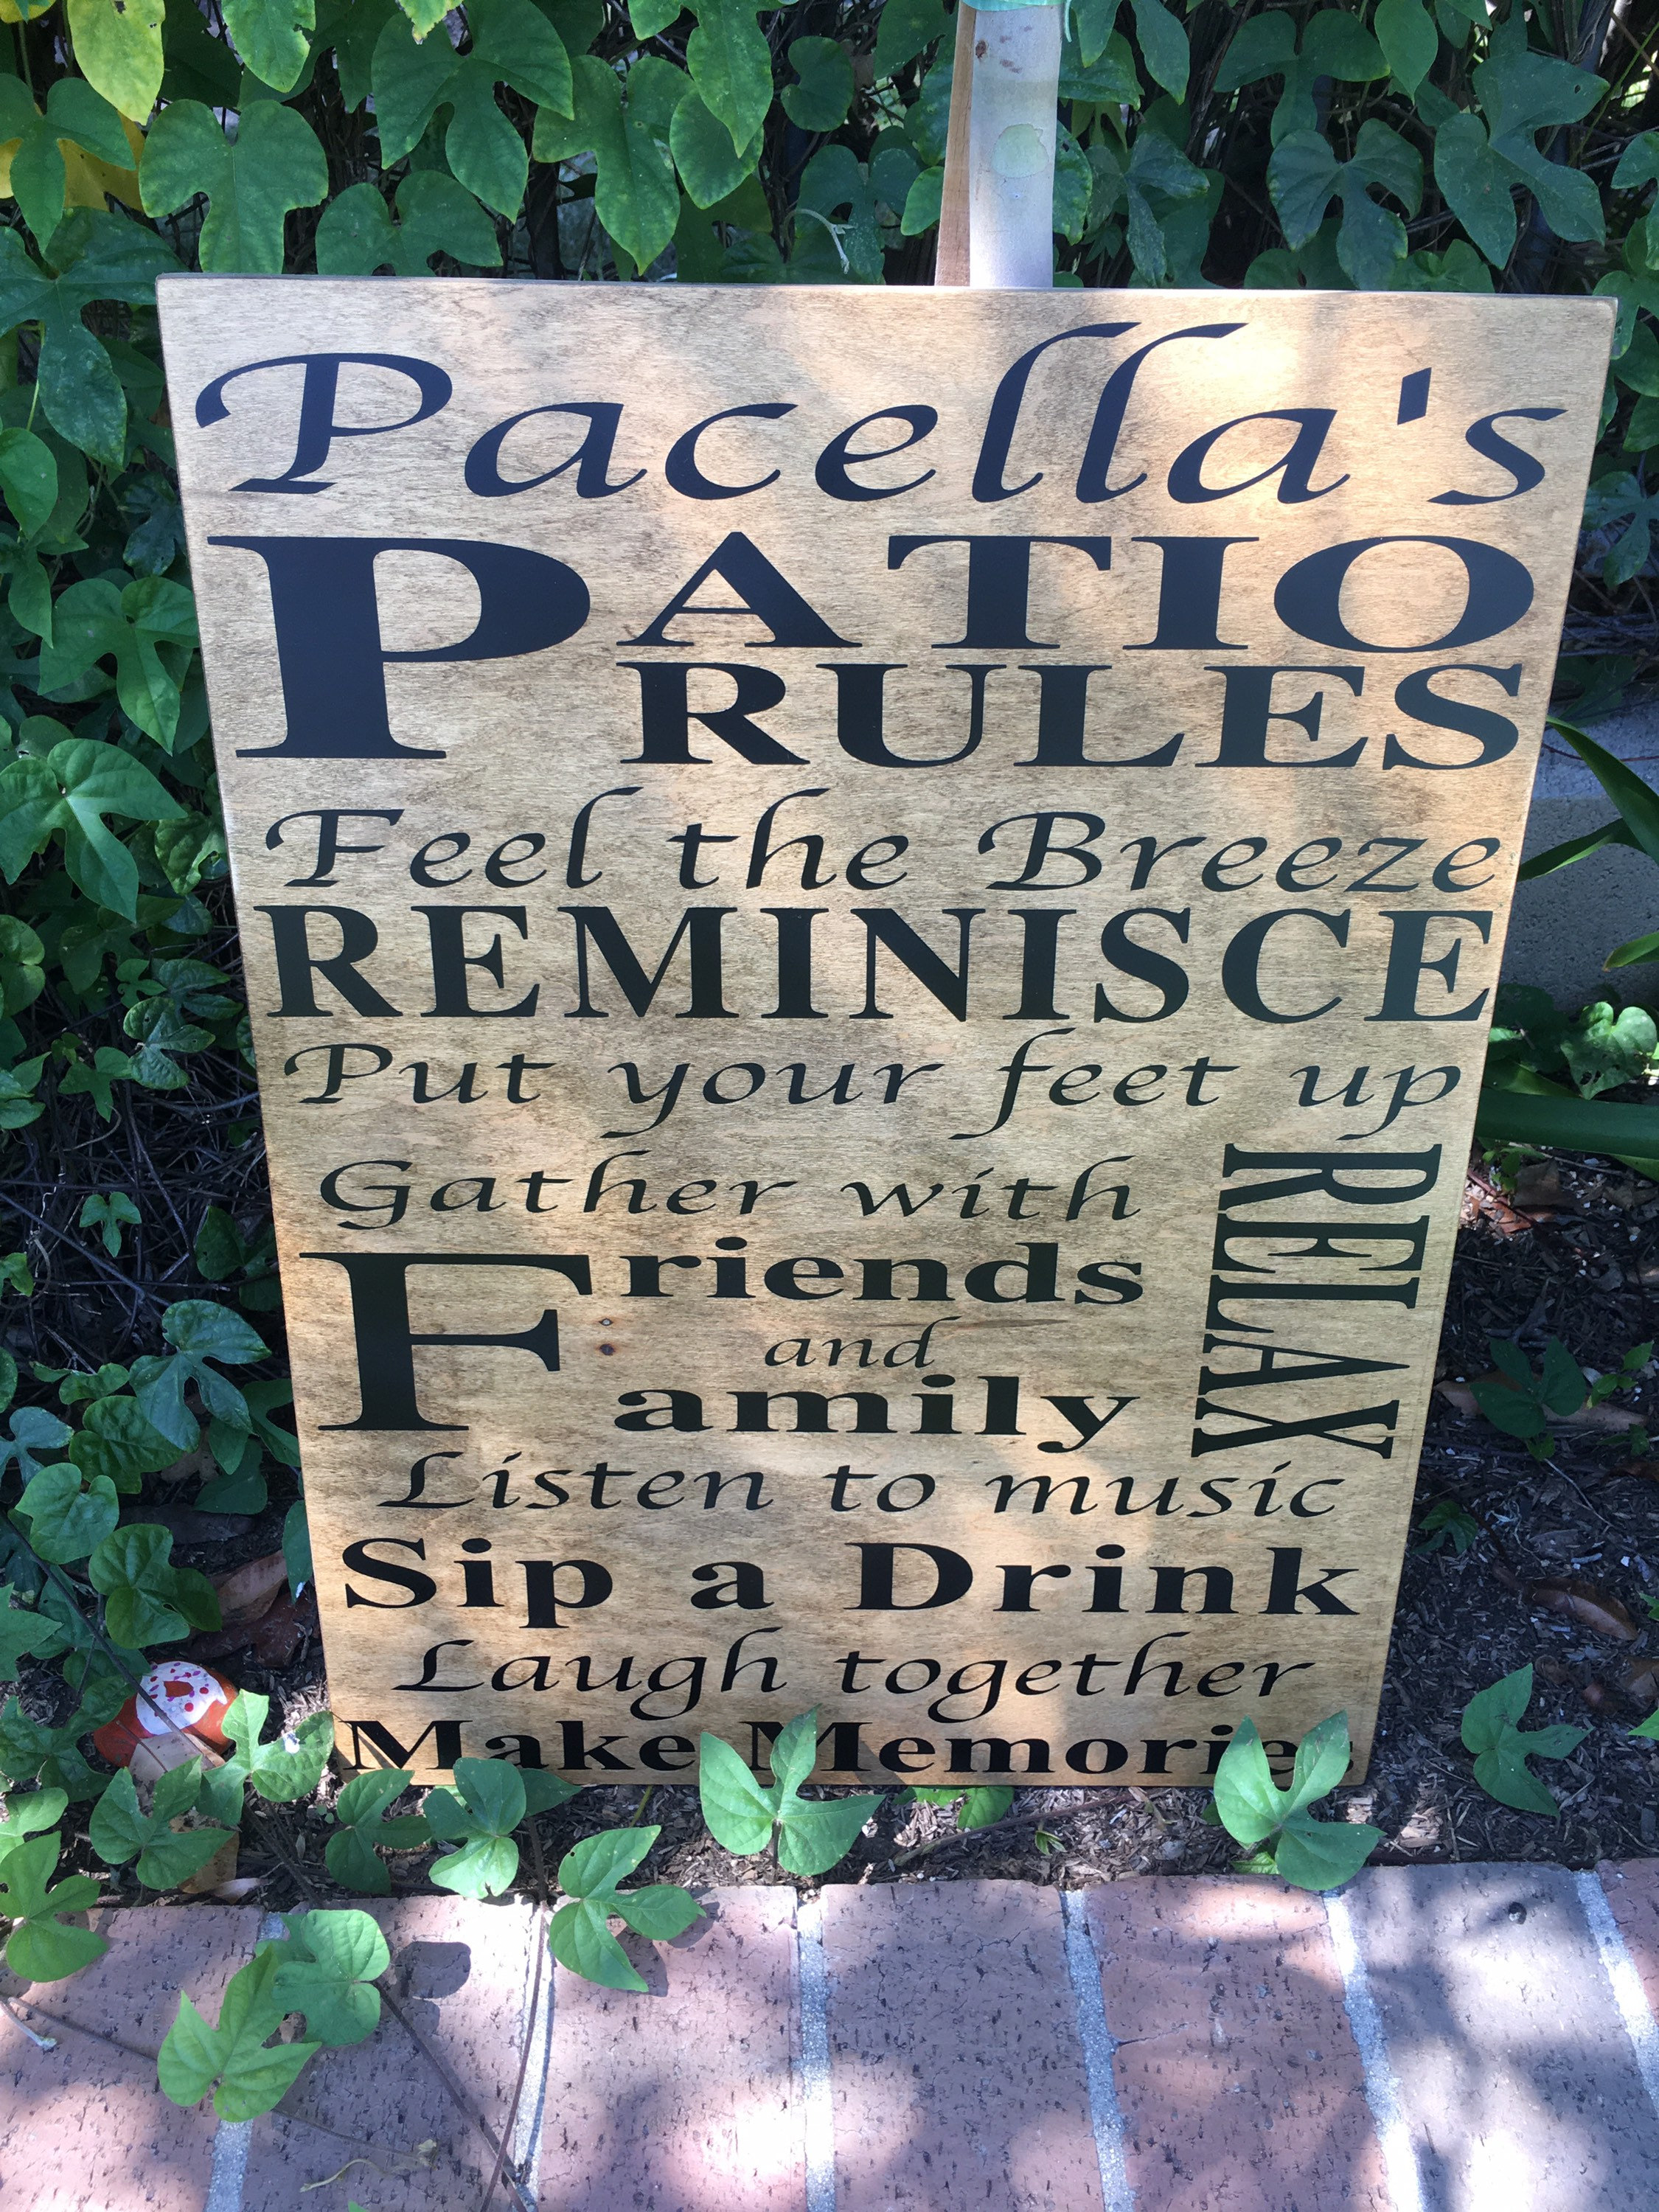 Pacella's
PATIO
RULES
Feel the Breeze
REMINISCE
Put your feet up
Gather with
Friends
and
Family
RELAX
Listen to music
Sip a Drink
Laugh together
Make Memories